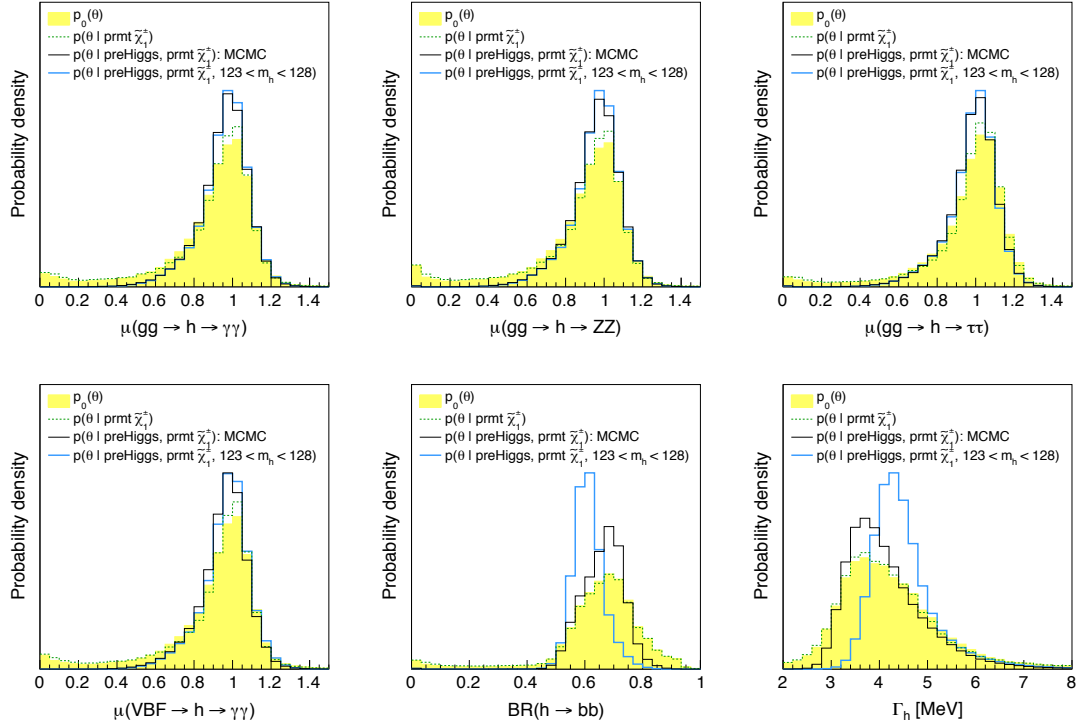 Probability density
p₀(θ)
p(θ | prmt χ̃₁±)
p(θ | preHiggs, prmt χ̃₁±): MCMC
p(θ | preHiggs, prmt χ̃₁±, 123 < m_h < 128)
0 0.2 0.4 0.6 0.8 1 1.2 1.4
μ(gg → h → γγ)
Probability density
p₀(θ)
p(θ | prmt χ̃₁±)
p(θ | preHiggs, prmt χ̃₁±): MCMC
p(θ | preHiggs, prmt χ̃₁±, 123 < m_h < 128)
0 0.2 0.4 0.6 0.8 1 1.2 1.4
μ(gg → h → ZZ)
Probability density
p₀(θ)
p(θ | prmt χ̃₁±)
p(θ | preHiggs, prmt χ̃₁±): MCMC
p(θ | preHiggs, prmt χ̃₁±, 123 < m_h < 128)
0 0.2 0.4 0.6 0.8 1 1.2 1.4
μ(gg → h → ττ)
Probability density
p₀(θ)
p(θ | prmt χ̃₁±)
p(θ | preHiggs, prmt χ̃₁±): MCMC
p(θ | preHiggs, prmt χ̃₁±, 123 < m_h < 128)
0 0.2 0.4 0.6 0.8 1 1.2 1.4
μ(VBF → h → γγ)
Probability density
p₀(θ)
p(θ | prmt χ̃₁±)
p(θ | preHiggs, prmt χ̃₁±): MCMC
p(θ | preHiggs, prmt χ̃₁±, 123 < m_h < 128)
0 0.2 0.4 0.6 0.8 1
BR(h → bb)
Probability density
p₀(θ)
p(θ | prmt χ̃₁±)
p(θ | preHiggs, prmt χ̃₁±): MCMC
p(θ | preHiggs, prmt χ̃₁±, 123 < m_h < 128)
2 3 4 5 6 7 8
Γ_h [MeV]